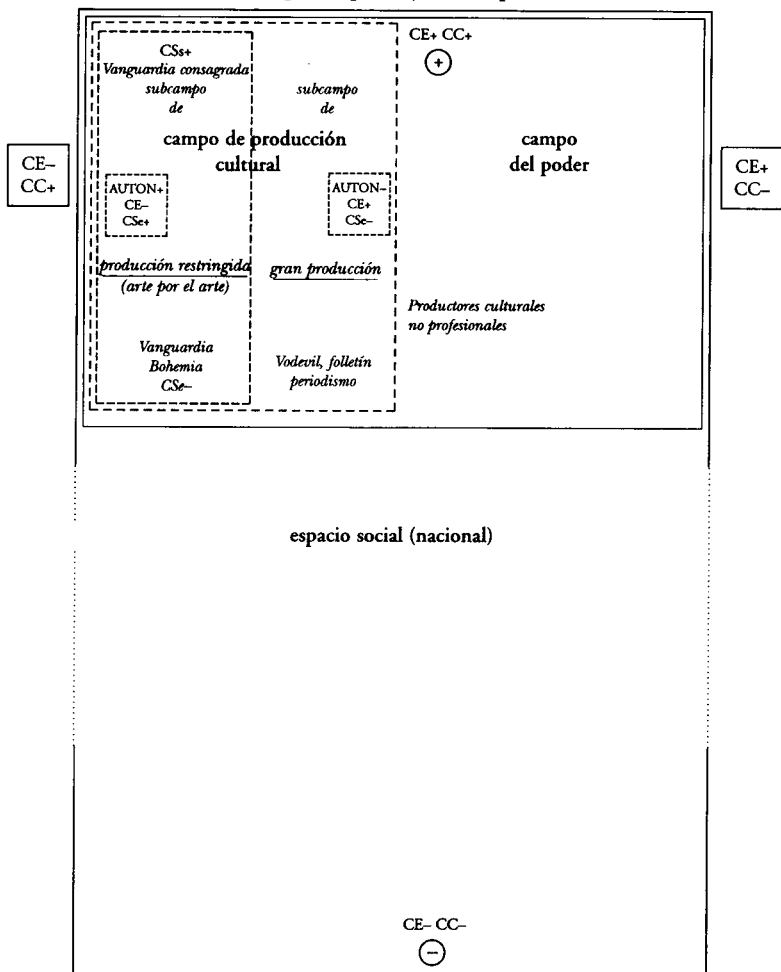 CE+ CC+
+
CSs+
Vanguardia consagrada
subcampo
de
subcampo
de
campo de producción
cultural
campo
del poder
CE–
CC+
CE+
CC–
AUTON+
CE–
CSe+
AUTON–
CE+
CSe–
producción restringida
(arte por el arte)
gran producción
Productores culturales
no profesionales
Vanguardia
Bohemia
CSe–
Vodevil, folletín
periodismo
espacio social (nacional)
CE– CC–
–